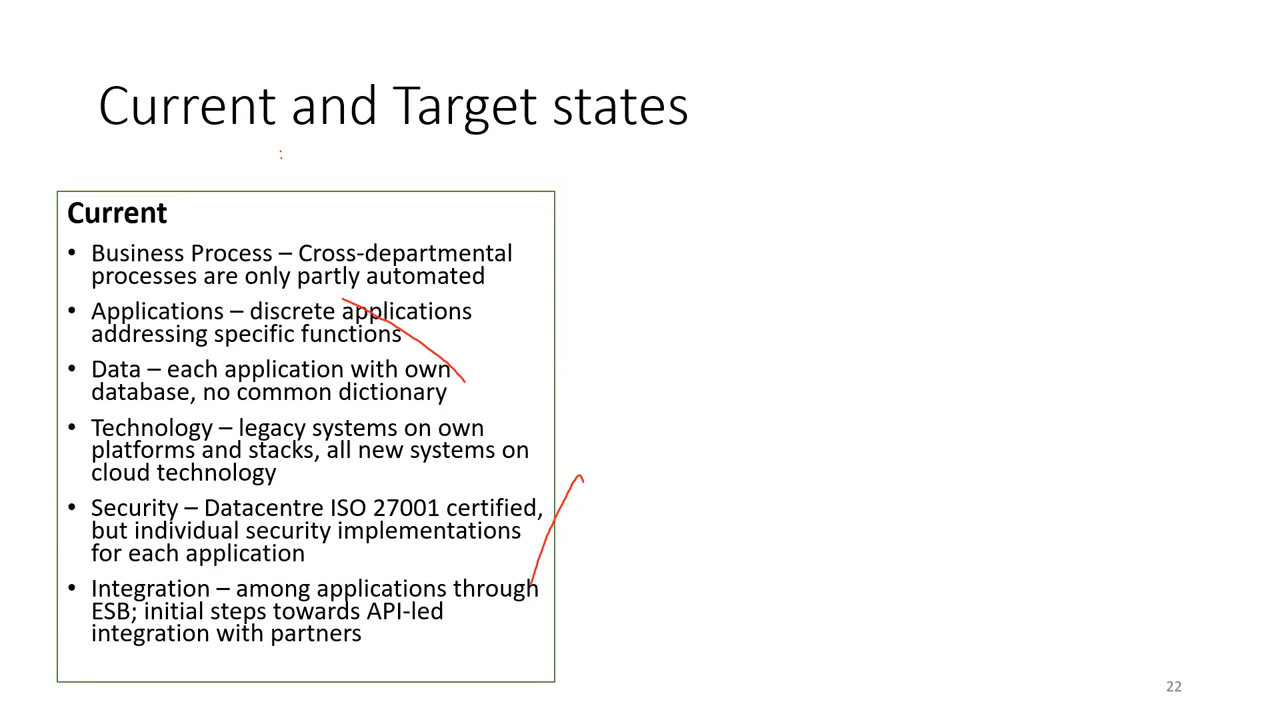 Current and Target states
Current
• Business Process – Cross-departmental
processes are only partly automated
• Applications – discrete applications
addressing specific functions
• Data – each application with own
database, no common dictionary
• Technology – legacy systems on own
platforms and stacks, all new systems on
cloud technology
• Security – Datacentre ISO 27001 certified,
but individual security implementations
for each application
• Integration – among applications through
ESB; initial steps towards API-led
integration with partners
22